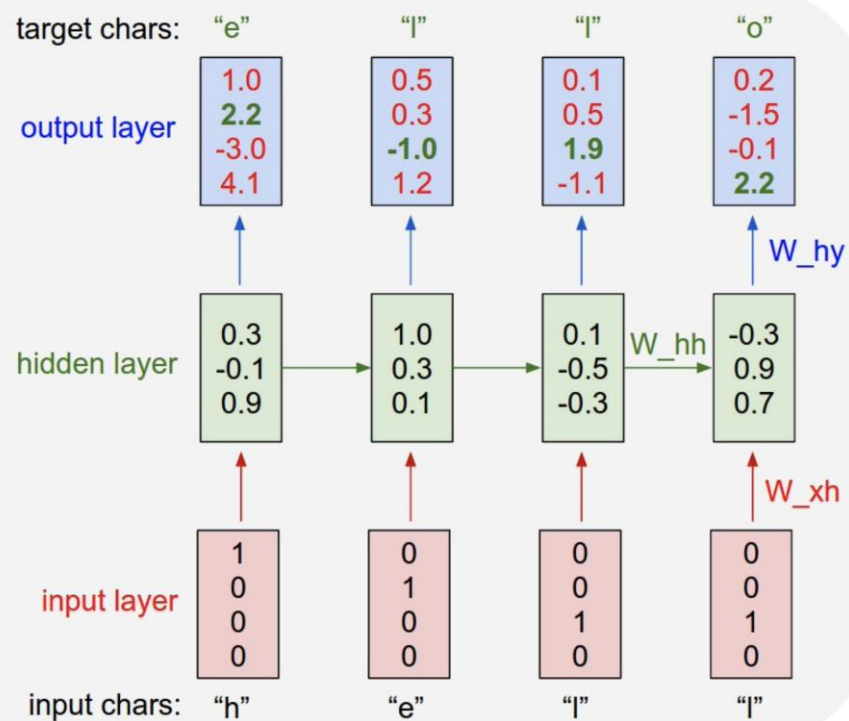 target chars: “e” “l” “l” “o”
output layer
1.0 0.5 0.1 0.2
2.2 0.3 0.5 -1.5
-3.0 -1.0 1.9 -0.1
4.1 1.2 -1.1 2.2
W_hy
hidden layer
0.3 1.0 0.1 -0.3
-0.1 0.3 -0.5 0.9
0.9 0.1 -0.3 0.7
W_hh
W_xh
input layer
1 0 0 0
0 1 0 0
0 0 1 1
0 0 0 0
input chars: “h” “e” “l” “l”